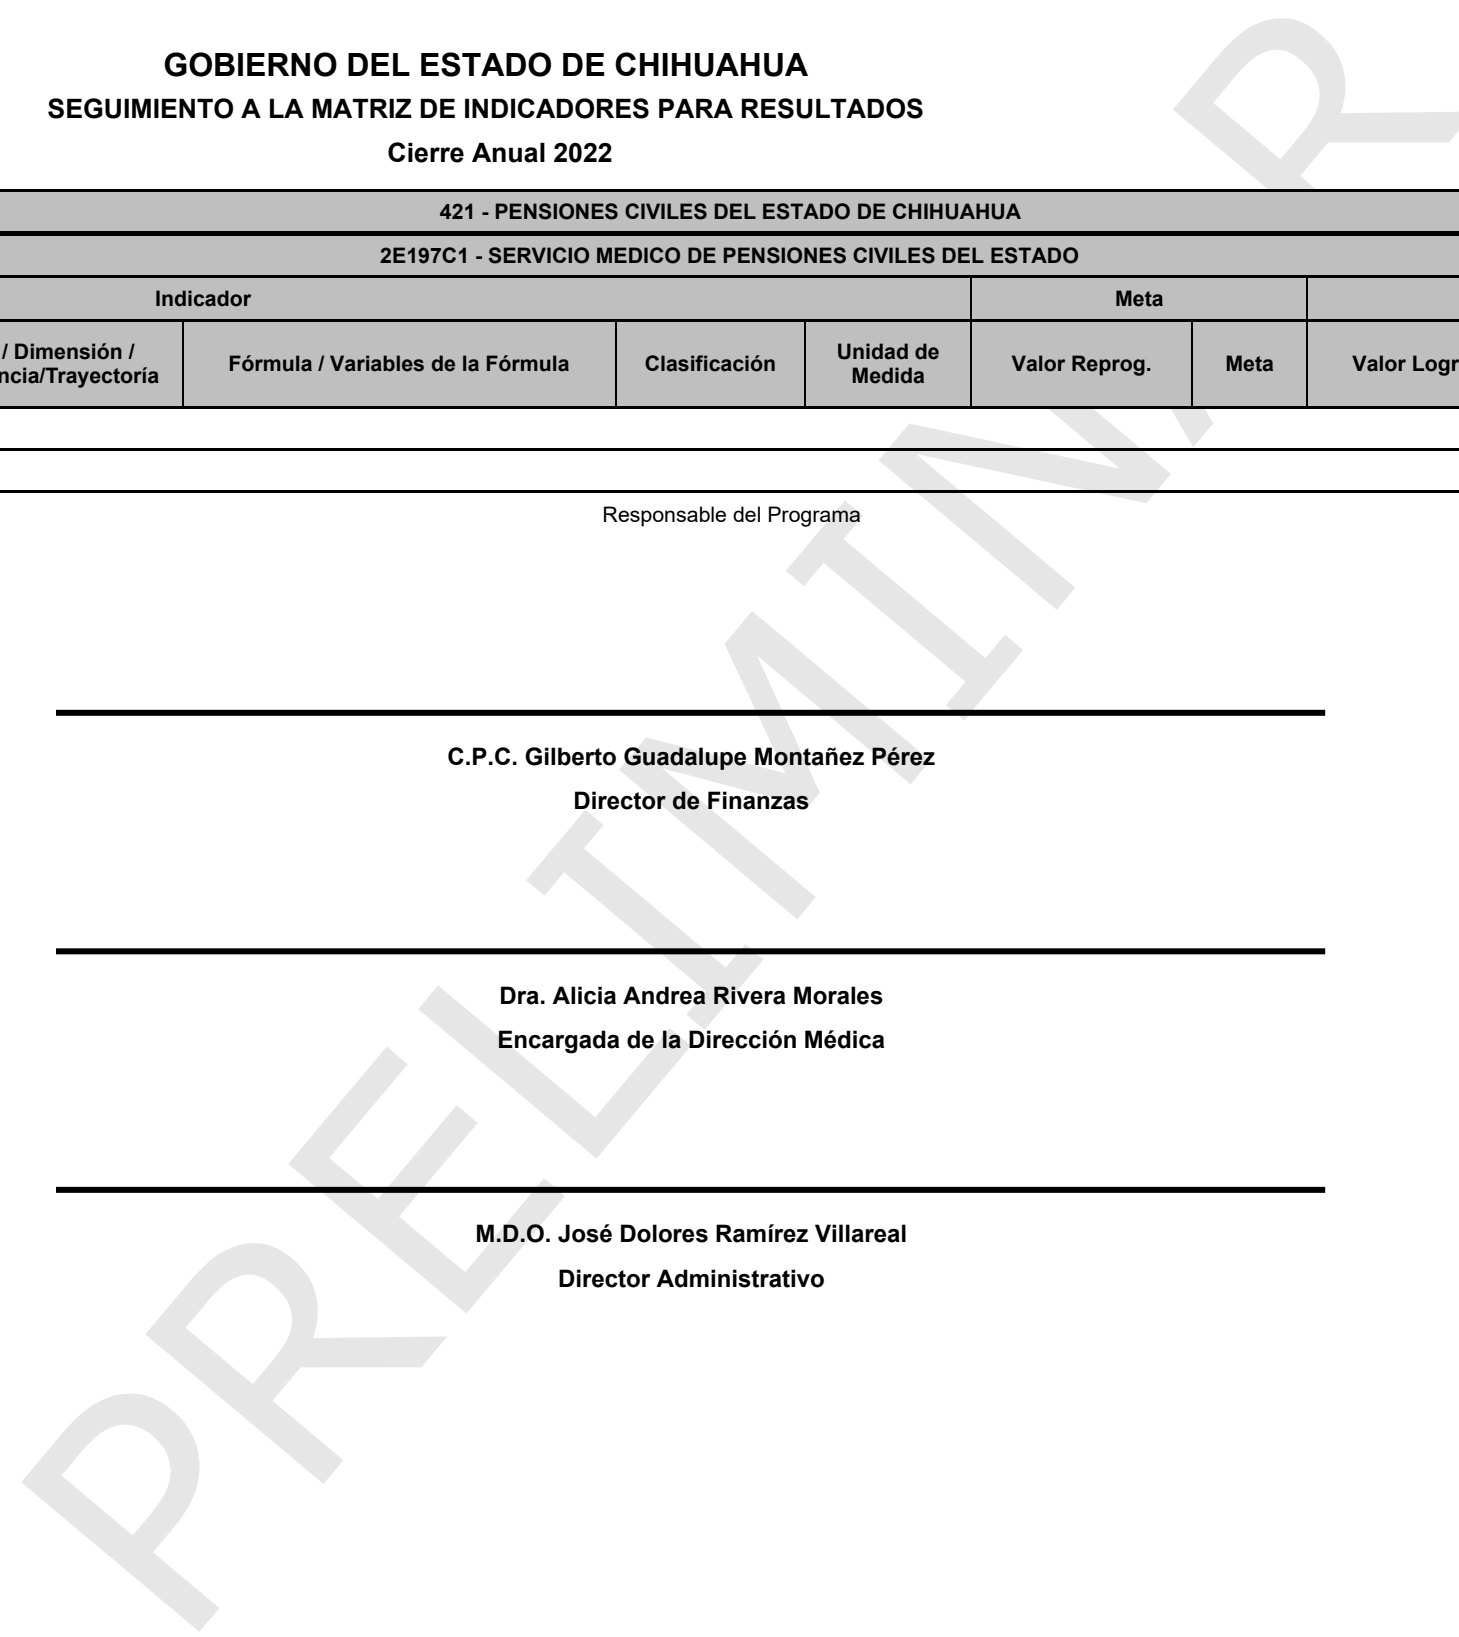 GOBIERNO DEL ESTADO DE CHIHUAHUA
SEGUIMIENTO A LA MATRIZ DE INDICADORES PARA RESULTADOS
Cierre Anual 2022
421 - PENSIONES CIVILES DEL ESTADO DE CHIHUAHUA
2E197C1 - SERVICIO MEDICO DE PENSIONES CIVILES DEL ESTADO
Indicador Meta
/ Dimensión /
ncia/Trayectoría
Fórmula / Variables de la Fórmula
Clasificación
Unidad de
Medida
Valor Reprog.
Meta
Valor Logr
Responsable del Programa
C.P.C. Gilberto Guadalupe Montañez Pérez
Director de Finanzas
Dra. Alicia Andrea Rivera Morales
Encargada de la Dirección Médica
M.D.O. José Dolores Ramírez Villareal
Director Administrativo
PRELIMINAR